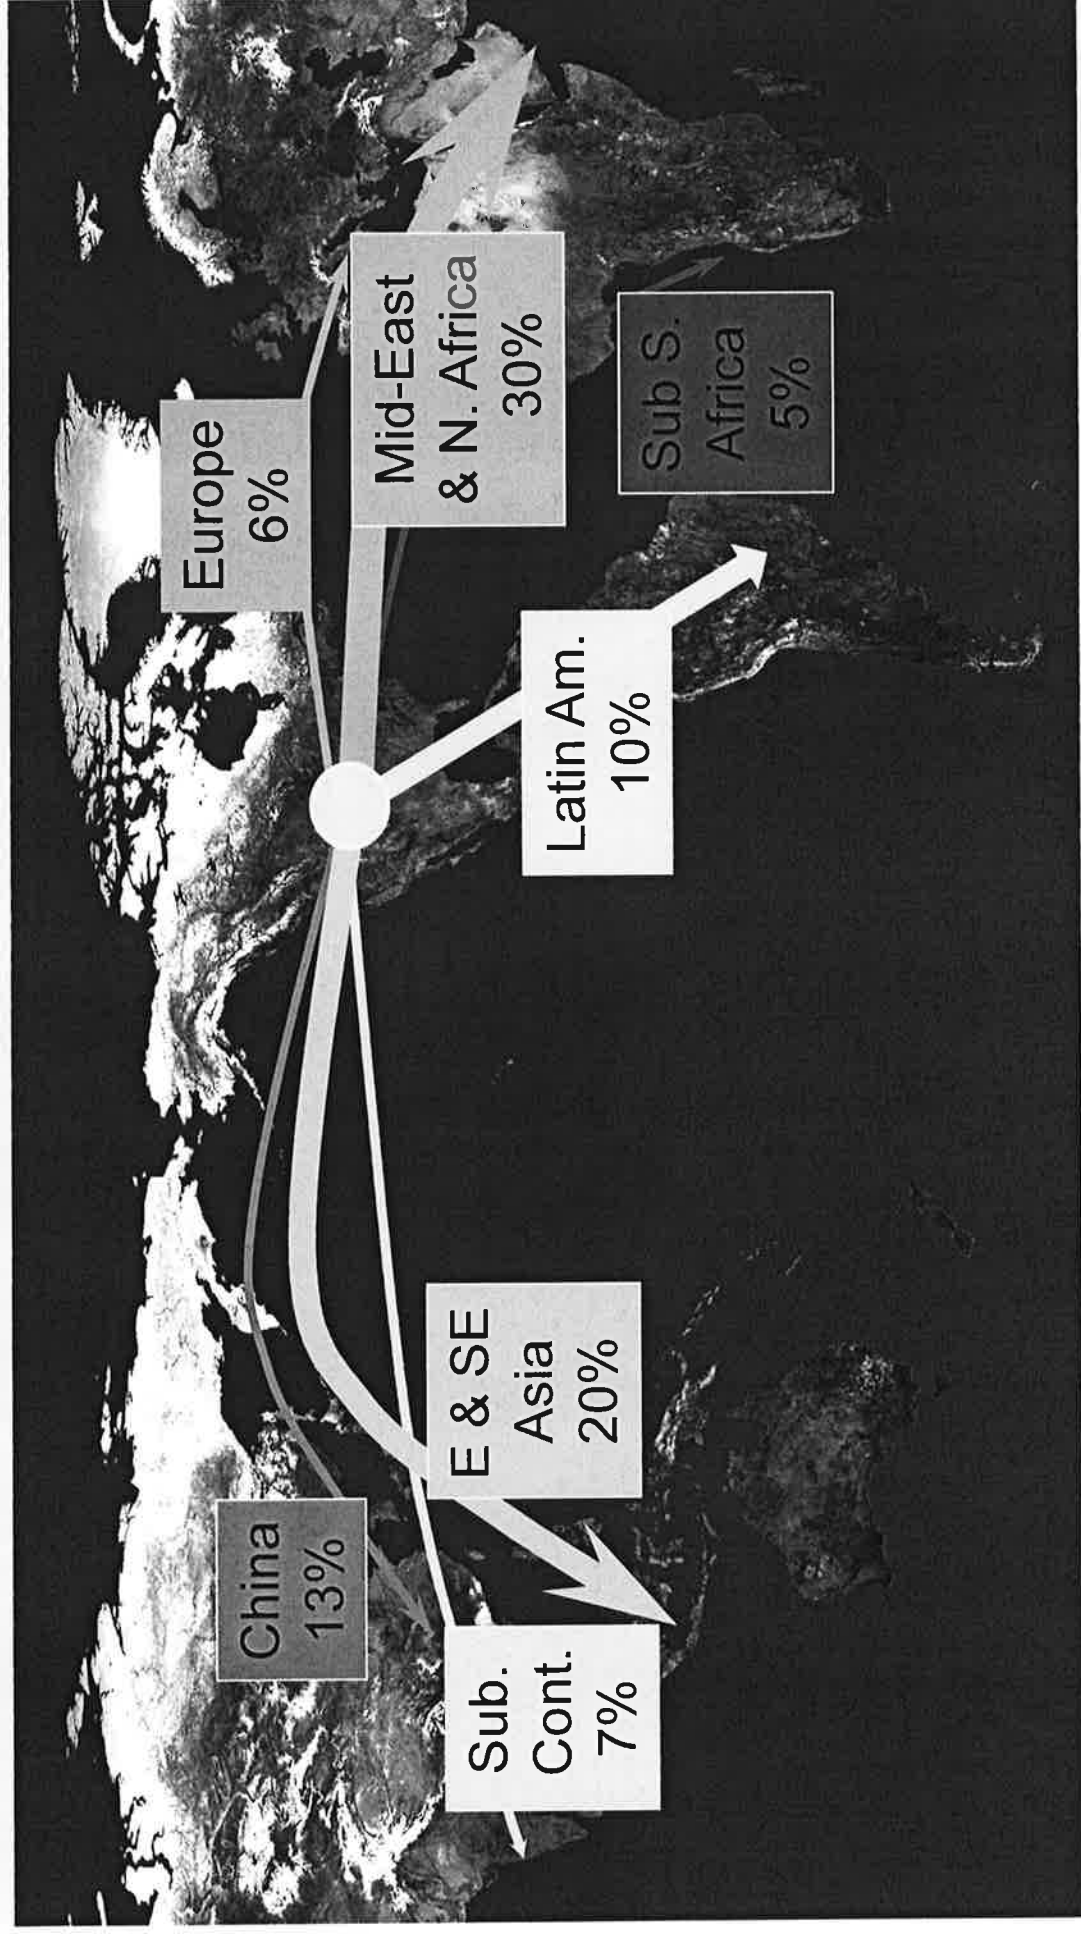 China
13%
Sub.
Cont.
7%
E & SE
Asia
20%
Europe
6%
Mid-East
& N. Africa
30%
Latin Am.
10%
Sub S.
Africa
5%